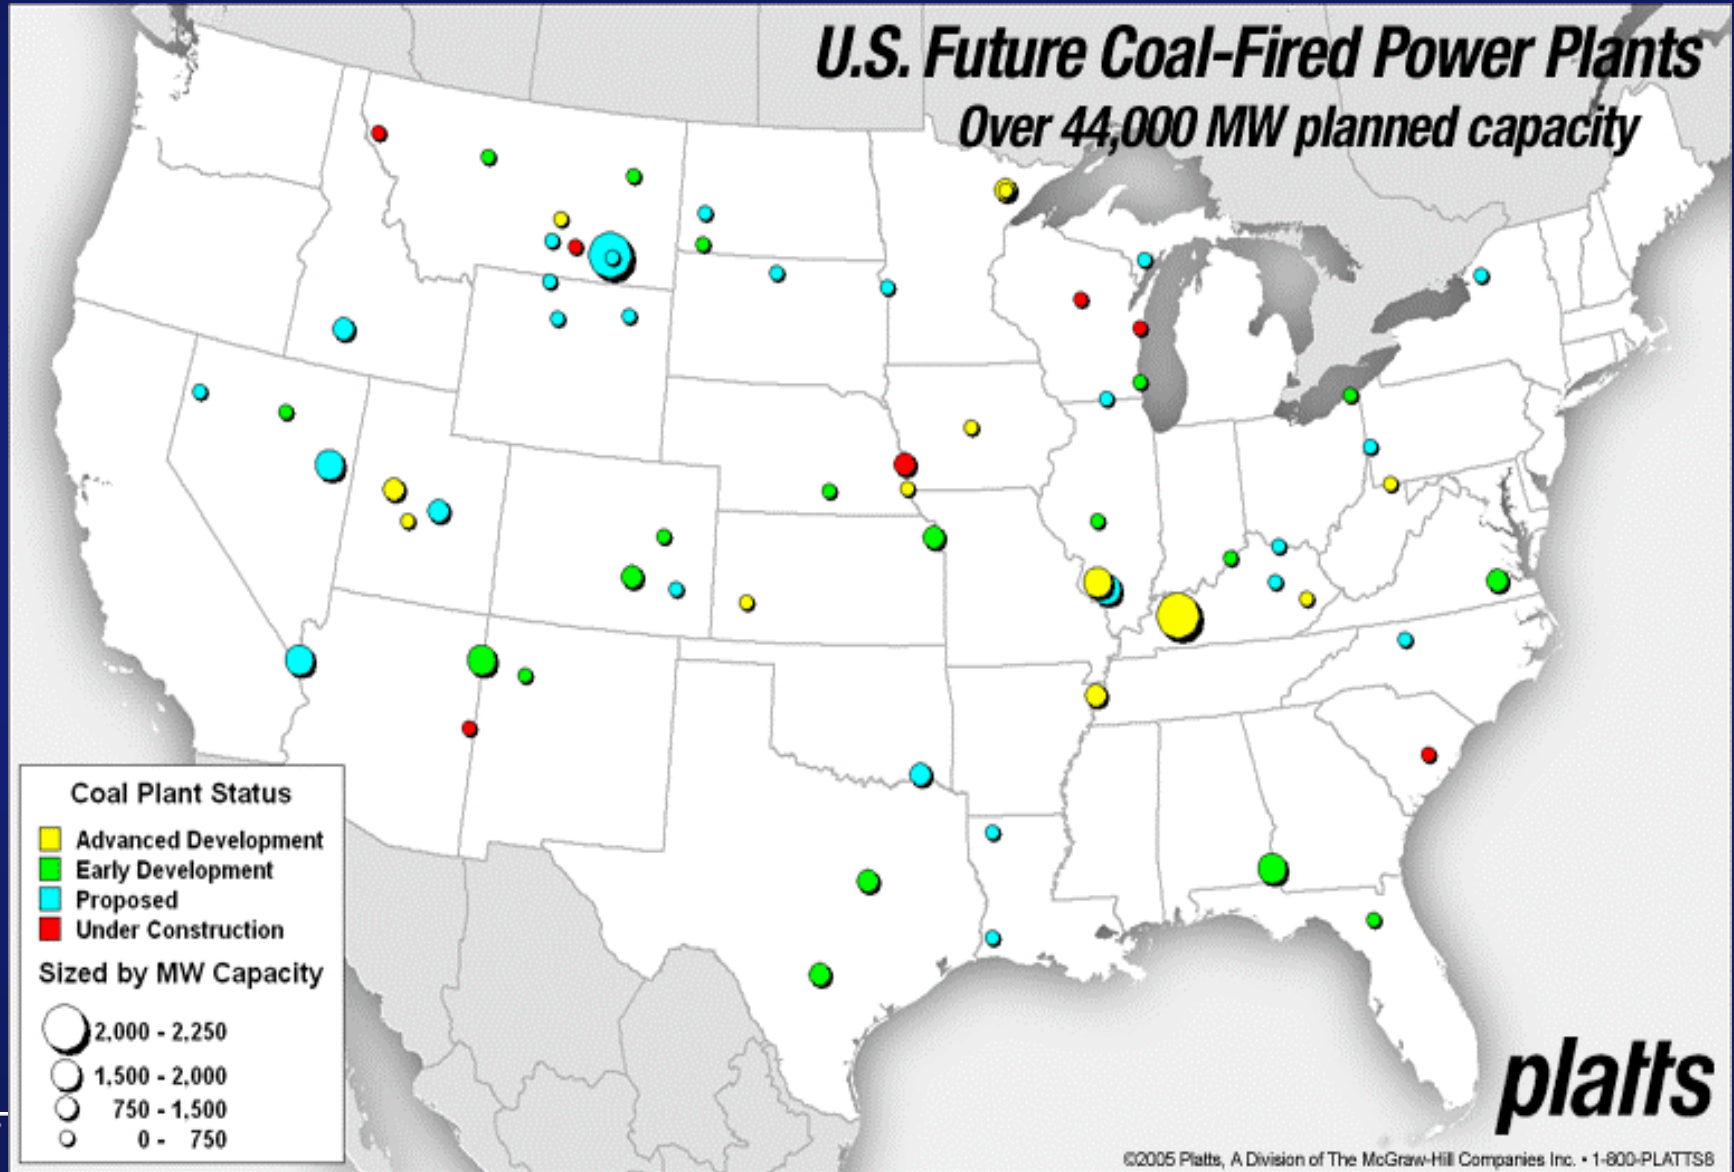 U.S. Future Coal-Fired Power Plants
Over 44,000 MW planned capacity
Coal Plant Status
Advanced Development
Early Development
Proposed
Under Construction
Sized by MW Capacity
2,000 - 2,250
1,500 - 2,000
750 - 1,500
0 - 750
platts
©2005 Platts, A Division of The McGraw-Hill Companies Inc. • 1-800-PLATTS8